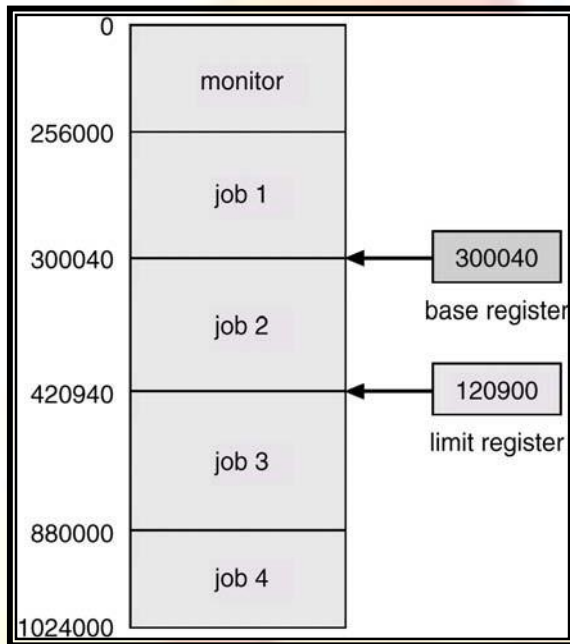 0
monitor
256000
job 1
300040
300040
base register
job 2
420940
120900
limit register
job 3
880000
job 4
1024000